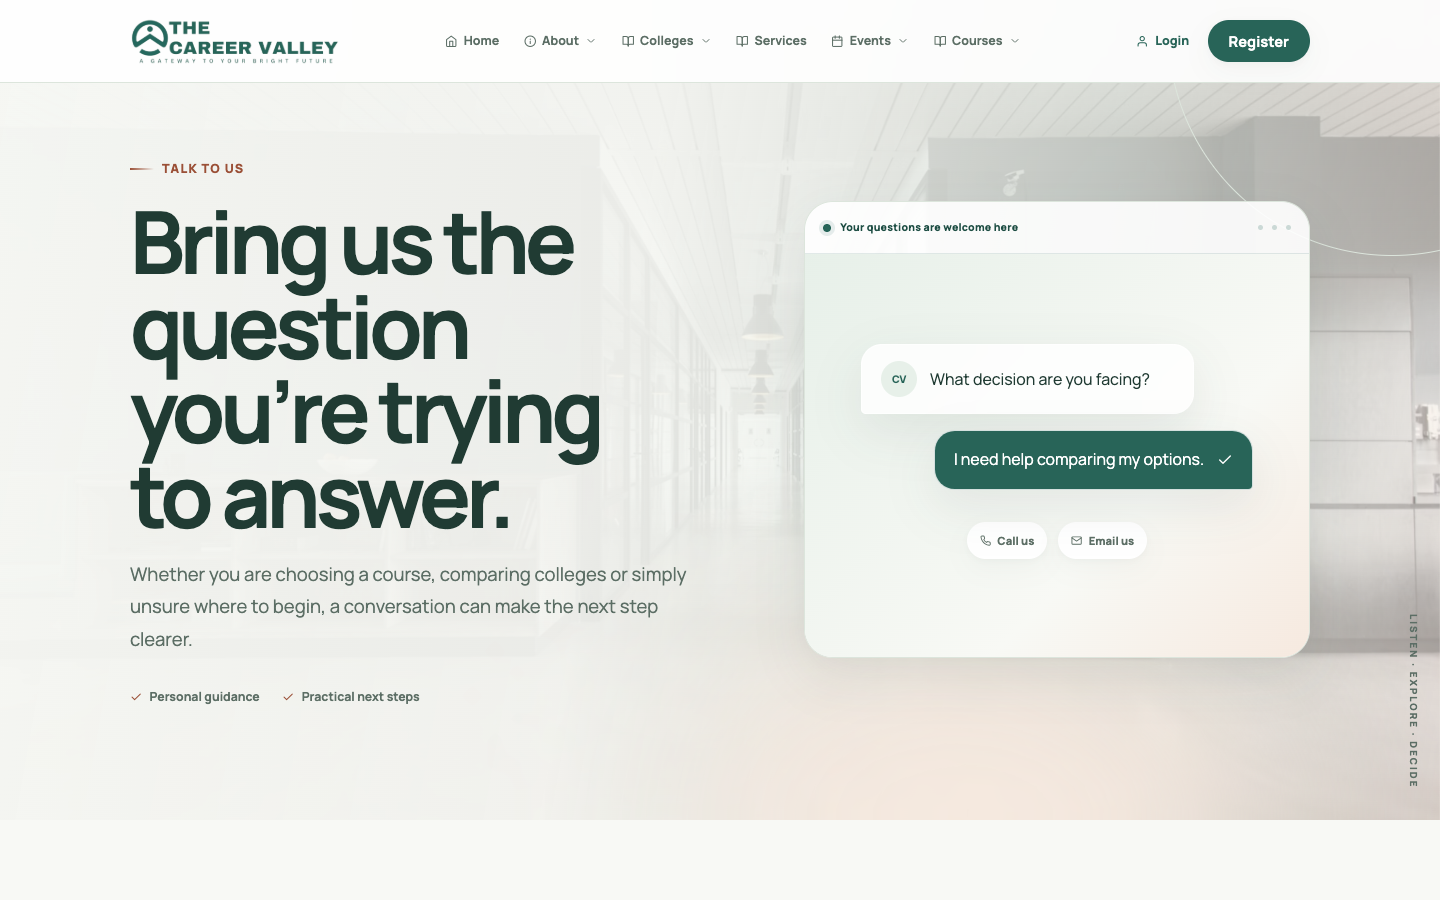 THE
CAREER VALLEY
A GATEWAY TO YOUR BRIGHT FUTURE
Home
About
Colleges
Services
Events
Courses
Login
Register
TALK TO US
Bring us the
question
you’re trying
to answer.
Whether you are choosing a course, comparing colleges or simply
unsure where to begin, a conversation can make the next step
clearer.
Personal guidance
Practical next steps
Your questions are welcome here
CV
What decision are you facing?
I need help comparing my options.
Call us
Email us
LISTEN · EXPLORE · DECIDE